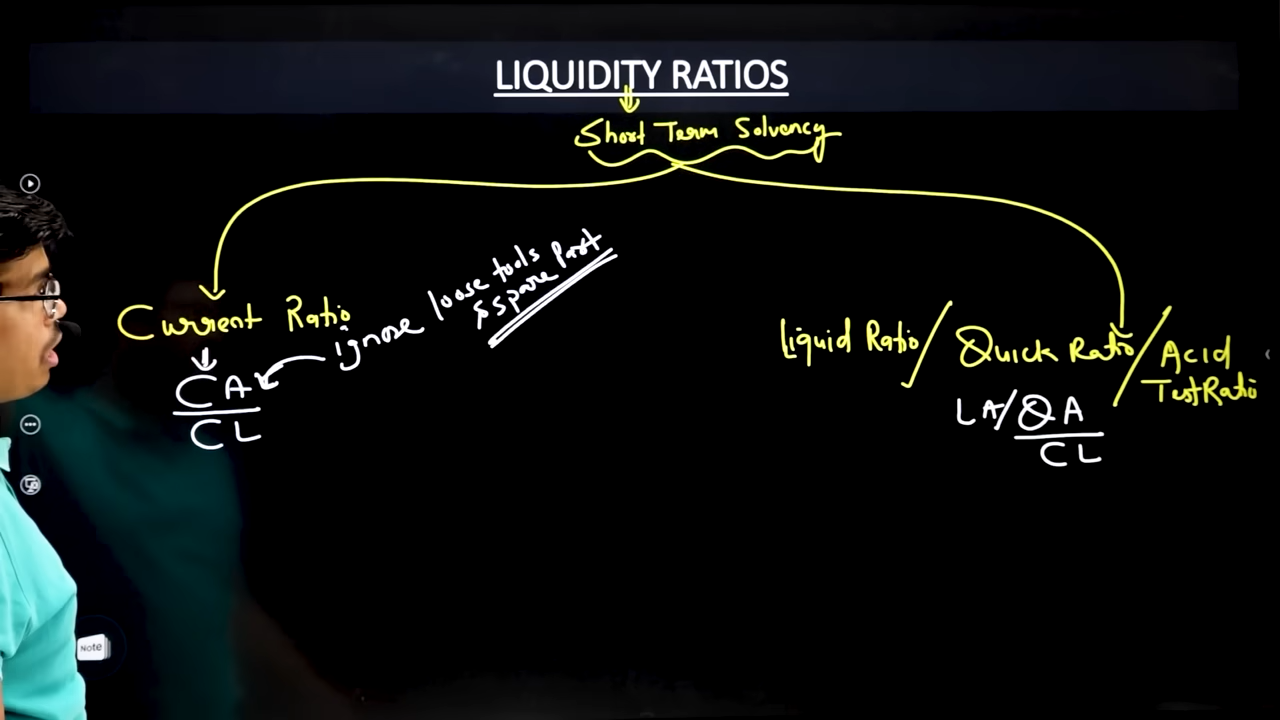 LIQUIDITY RATIOS
Short Term Solvency
Current Ratio
CA
CL
ignore loose tools
& spare part
Liquid Ratio / Quick Ratio / Acid
Test Ratio
LA/QA
CL
Note